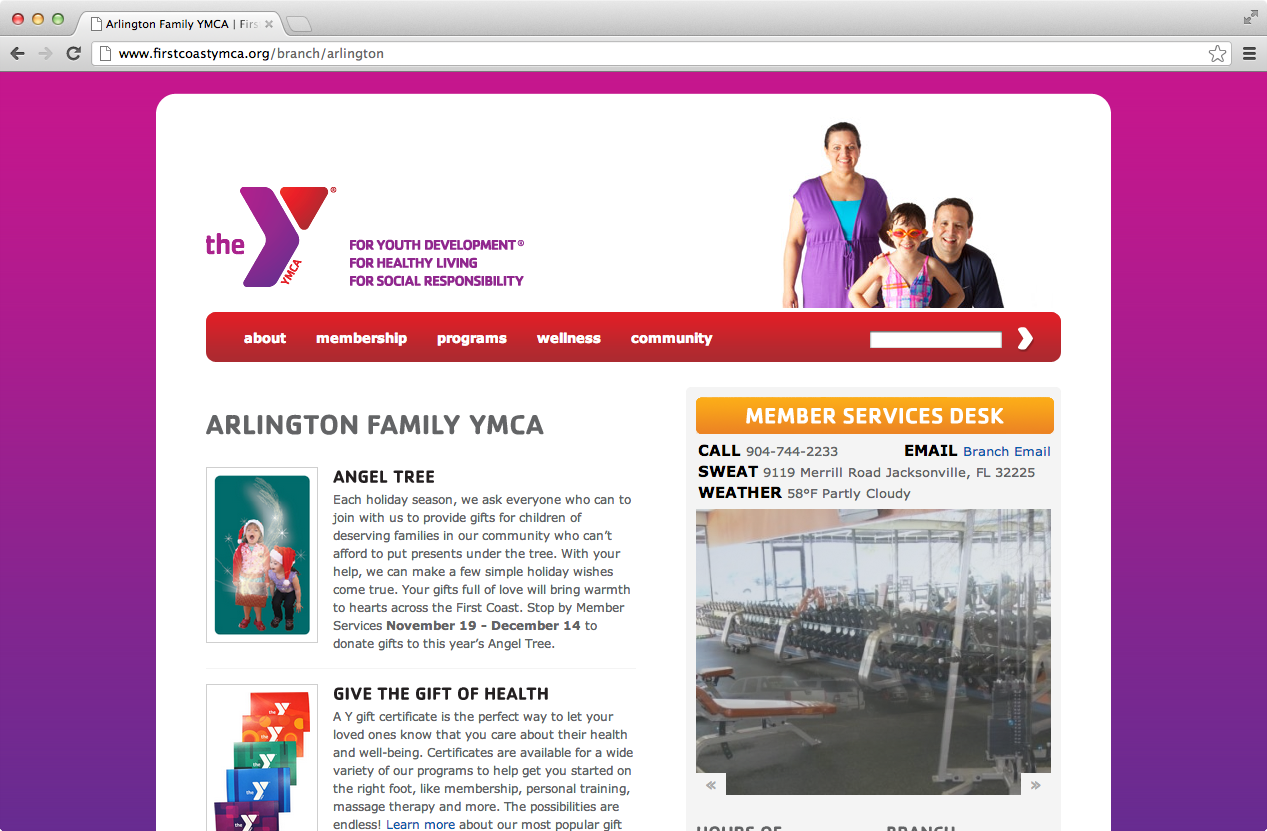 Arlington Family YMCA | Firs
www.firstcoastymca.org/branch/arlington
the
YMCA
®
FOR YOUTH DEVELOPMENT®
FOR HEALTHY LIVING
FOR SOCIAL RESPONSIBILITY
about membership programs wellness community
ARLINGTON FAMILY YMCA
ANGEL TREE
Each holiday season, we ask everyone who can to
join with us to provide gifts for children of
deserving families in our community who can’t
afford to put presents under the tree. With your
help, we can make a few simple holiday wishes
come true. Your gifts full of love will bring warmth
to hearts across the First Coast. Stop by Member
Services November 19 - December 14 to
donate gifts to this year’s Angel Tree.
GIVE THE GIFT OF HEALTH
A Y gift certificate is the perfect way to let your
loved ones know that you care about their health
and well-being. Certificates are available for a wide
variety of our programs to help get you started on
the right foot, like membership, personal training,
massage therapy and more. The possibilities are
endless! Learn more about our most popular gift
the
the
the
the
the
MEMBER SERVICES DESK
CALL 904-744-2233 EMAIL Branch Email
SWEAT 9119 Merrill Road Jacksonville, FL 32225
WEATHER 58°F Partly Cloudy
« »
HOURS OF BRANCH